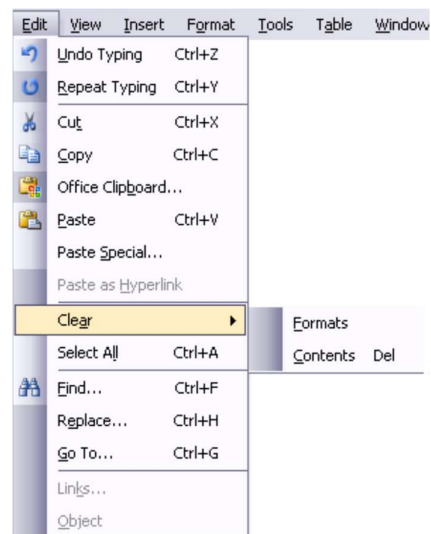 Edit View Insert Format Tools Table Window
Undo Typing Ctrl+Z
Repeat Typing Ctrl+Y
Cut Ctrl+X
Copy Ctrl+C
Office Clipboard...
Paste Ctrl+V
Paste Special...
Paste as Hyperlink
Clear
Formats
Select All Ctrl+A
Contents Del
Find... Ctrl+F
Replace... Ctrl+H
Go To... Ctrl+G
Links...
Object